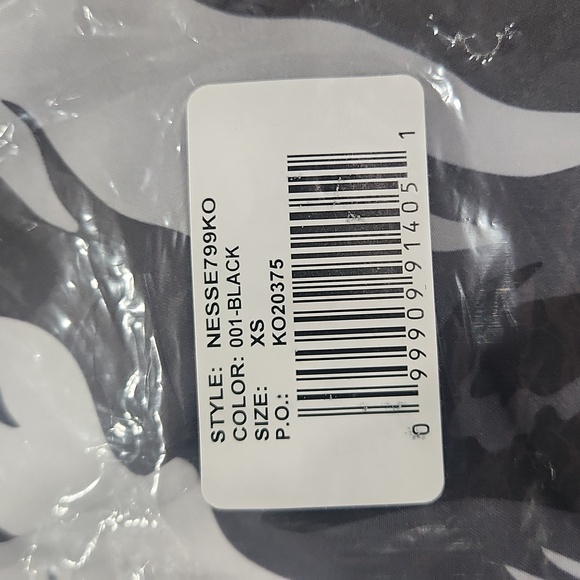 STYLE: NESSE799KO
COLOR: 001-BLACK
SIZE: XS
P.O.: KO20375
0 99909 91405 1